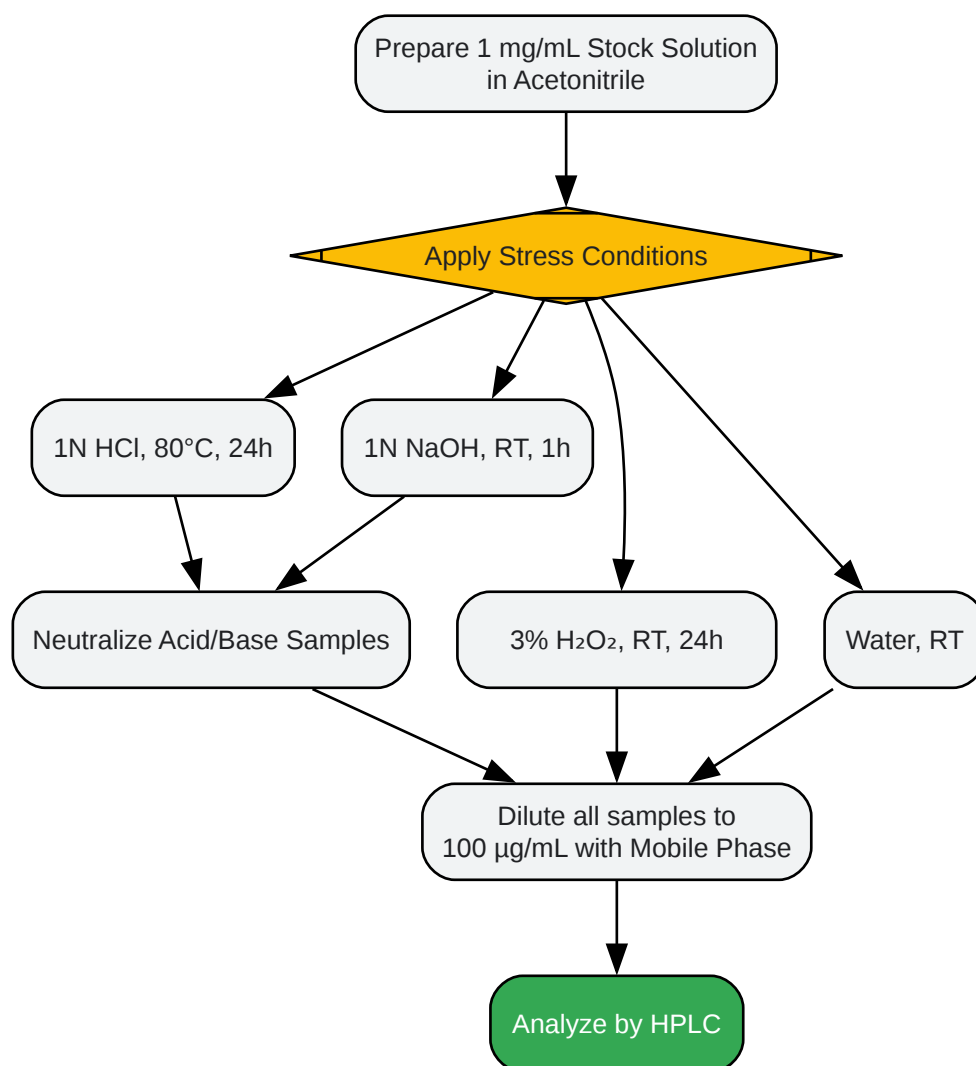 Prepare 1 mg/mL Stock Solution
in Acetonitrile
Apply Stress Conditions
1N HCl, 80°C, 24h
1N NaOH, RT, 1h
Neutralize Acid/Base Samples
3% H₂O₂, RT, 24h
Water, RT
Dilute all samples to
100 µg/mL with Mobile Phase
Analyze by HPLC